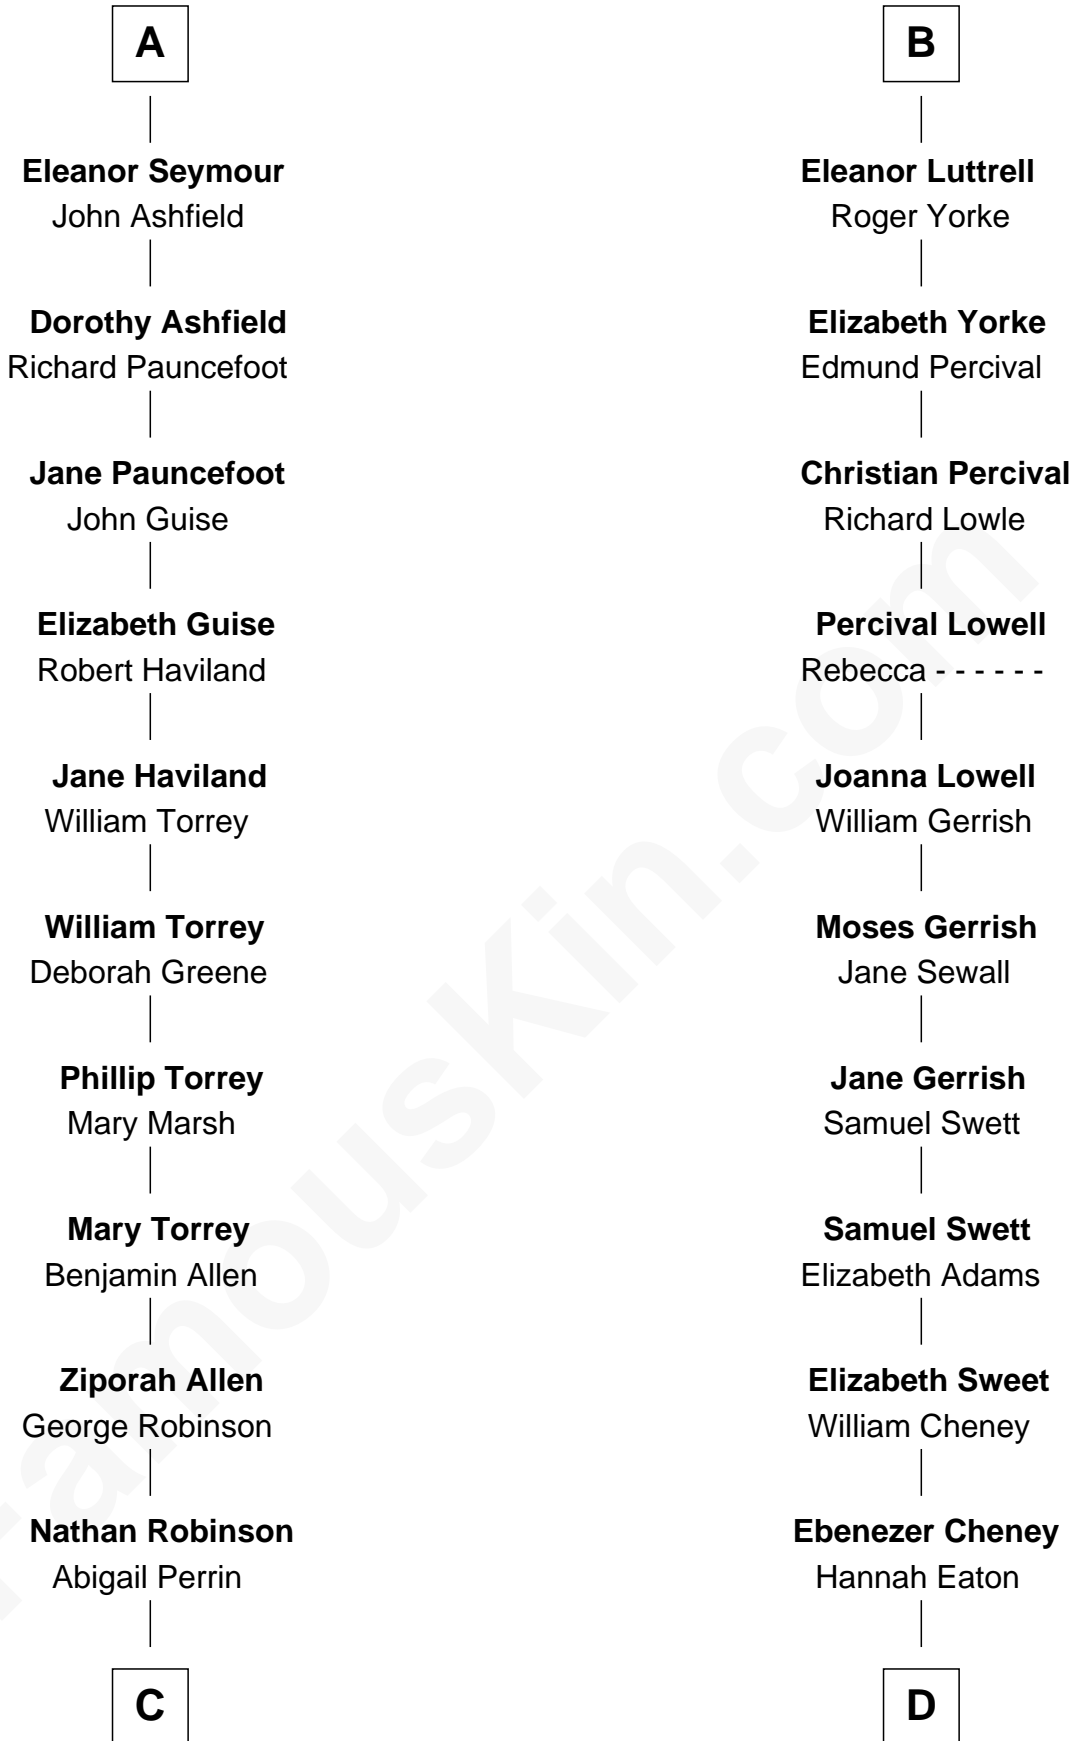 A
Eleanor Seymour
John Ashfield
Dorothy Ashfield
Richard Pauncefoot
Jane Pauncefoot
John Guise
Elizabeth Guise
Robert Haviland
Jane Haviland
William Torrey
William Torrey
Deborah Greene
Phillip Torrey
Mary Marsh
Mary Torrey
Benjamin Allen
Ziporah Allen
George Robinson
Nathan Robinson
Abigail Perrin
C
B
Eleanor Luttrell
Roger Yorke
Elizabeth Yorke
Edmund Percival
Christian Percival
Richard Lowle
Percival Lowell
Rebecca - - - - - -
Joanna Lowell
William Gerrish
Moses Gerrish
Jane Sewall
Jane Gerrish
Samuel Swett
Samuel Swett
Elizabeth Adams
Elizabeth Sweet
William Cheney
Ebenezer Cheney
Hannah Eaton
D
FamousKin.com